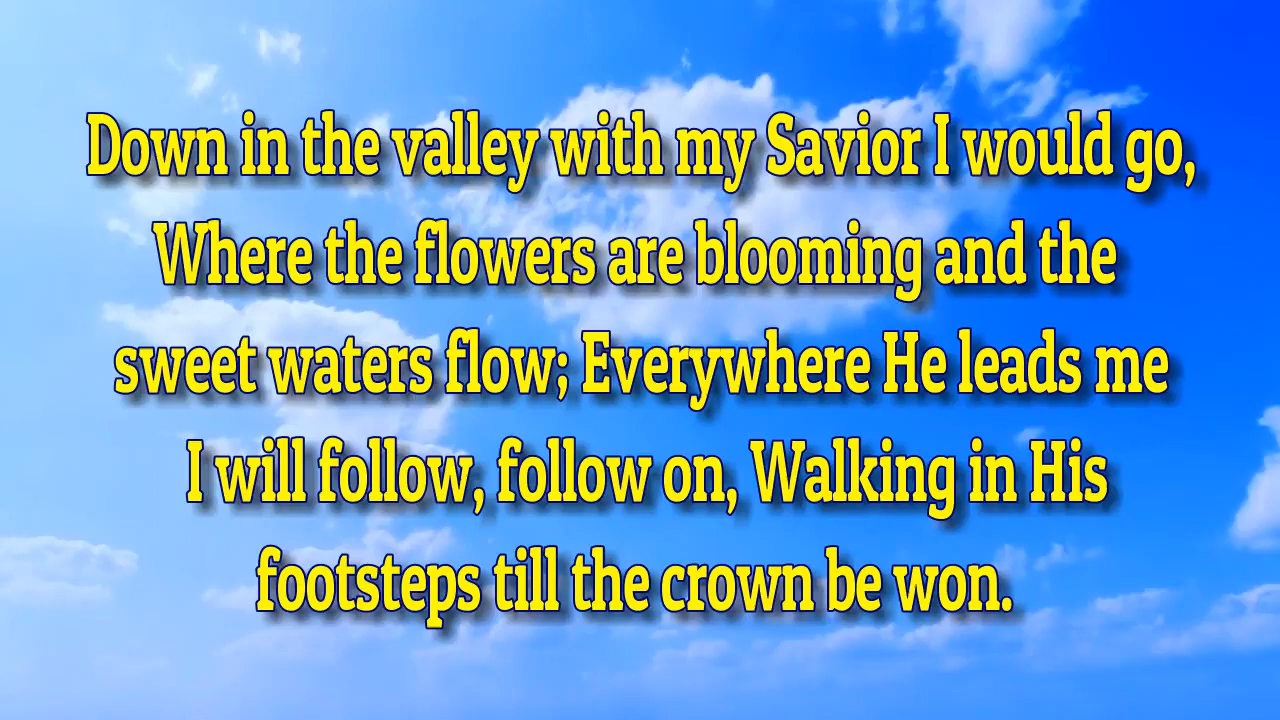 Down in the valley with my Savior I would go,
Where the flowers are blooming and the
sweet waters flow; Everywhere He leads me
I will follow, follow on, Walking in His
footsteps till the crown be won.